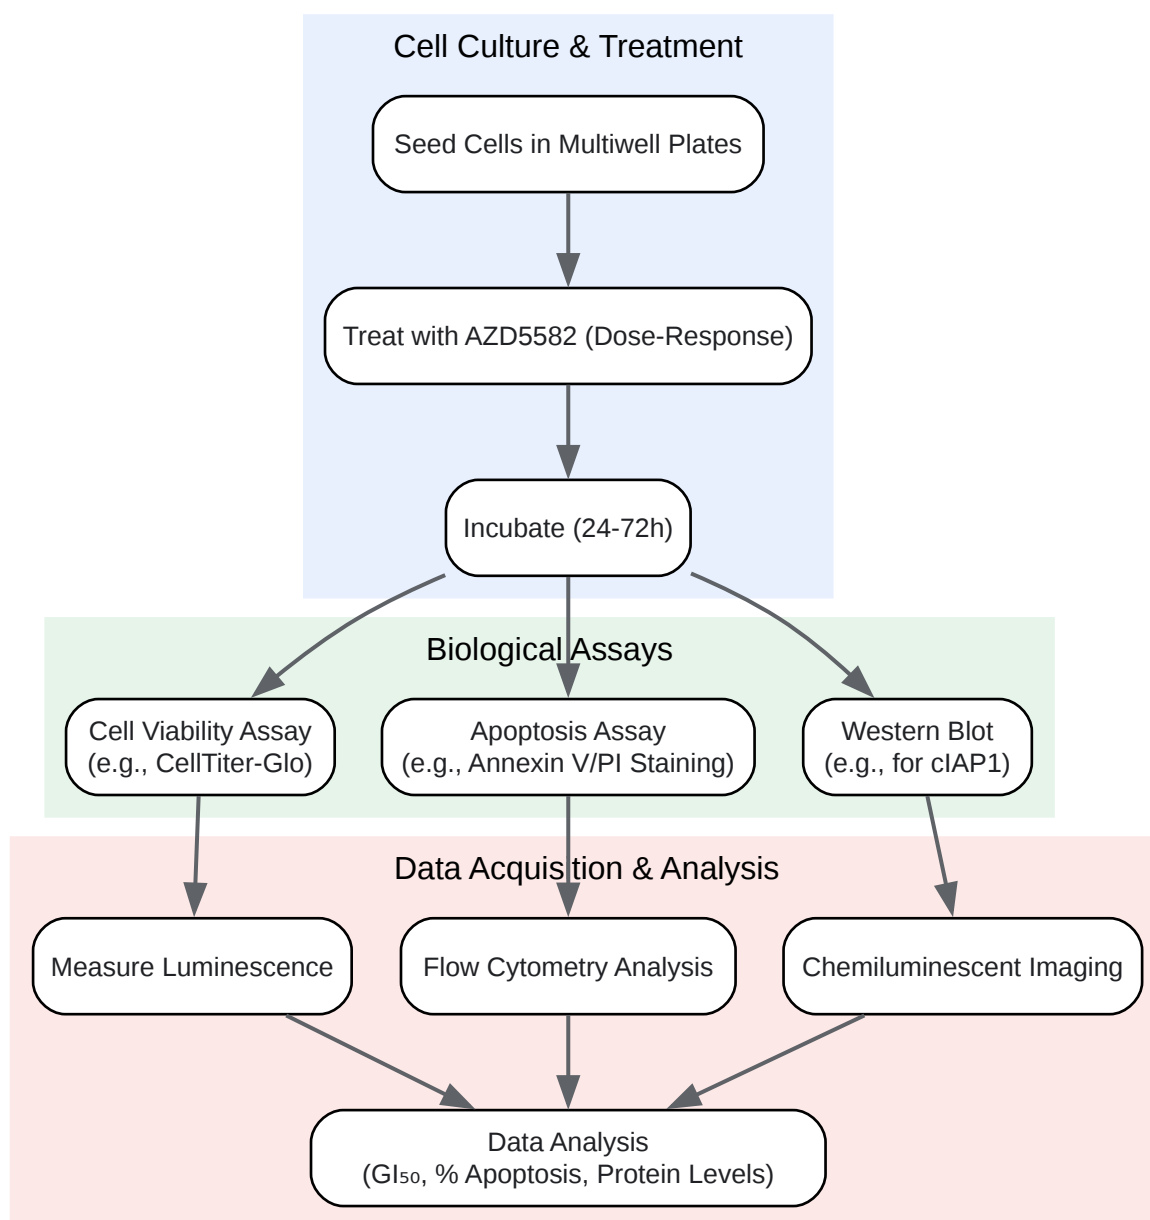 Cell Culture & Treatment
Seed Cells in Multiwell Plates
Treat with AZD5582 (Dose-Response)
Incubate (24-72h)
Biological Assays
Cell Viability Assay
(e.g., CellTiter-Glo)
Apoptosis Assay
(e.g., Annexin V/PI Staining)
Western Blot
(e.g., for cIAP1)
Data Acquisition & Analysis
Measure Luminescence
Flow Cytometry Analysis
Chemiluminescent Imaging
Data Analysis
(GI₅₀, % Apoptosis, Protein Levels)